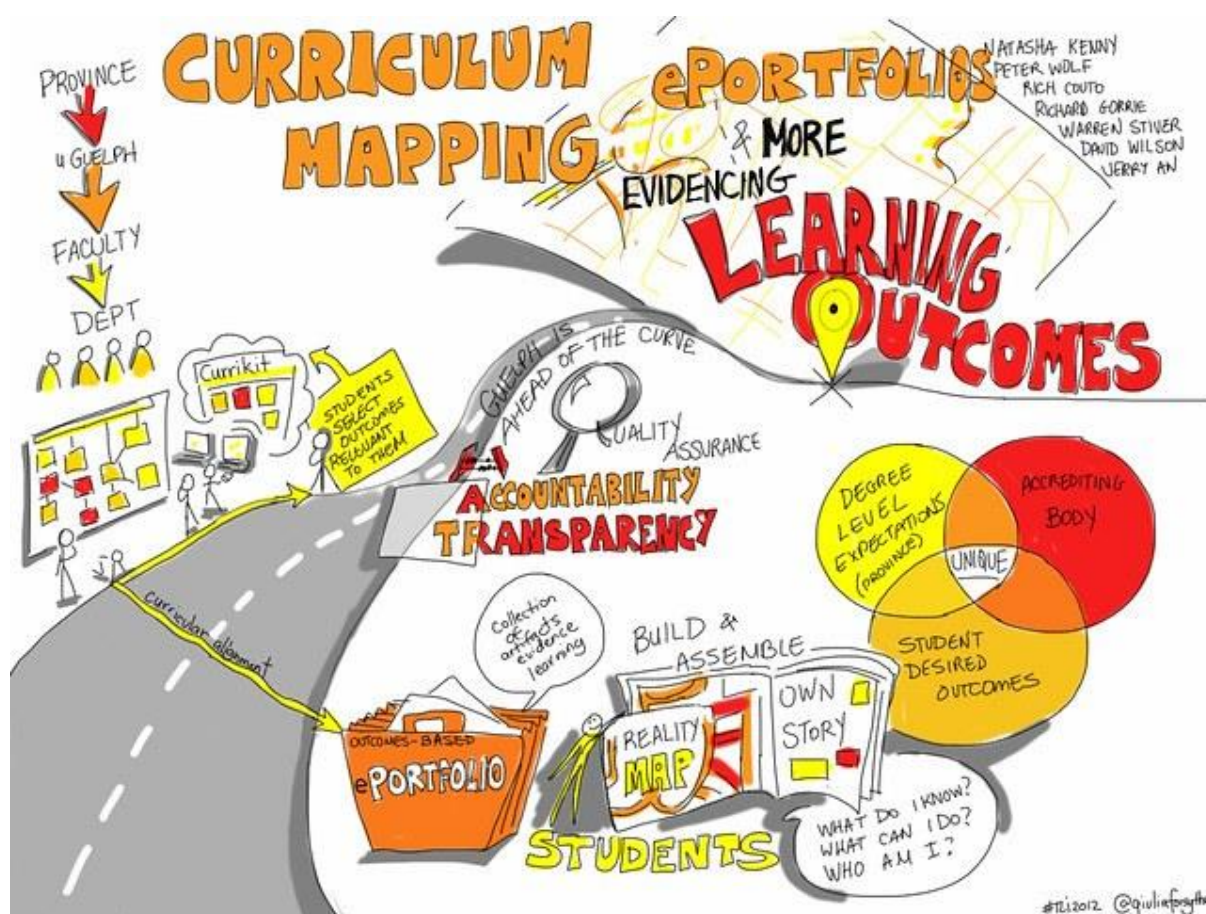 CURRICULUM
MAPPING
ePORTFOLIOS
& MORE
EVIDENCING
LEARNING
OUTCOMES
NATASHA KENNY
PETER WOLF
RICH COUTO
RICHARD GORRIE
WARREN STIVER
DAVID WILSON
JERRY AN
PROVINCE
U GUELPH
FACULTY
DEPT
Currikit
STUDENTS
SELECT
OUTCOMES
RELEVANT
TO THEM
GUELPH IS
AHEAD OF THE CURVE
QUALITY
ASSURANCE
ACCOUNTABILITY
TRANSPARENCY
curricular alignment
DEGREE
LEVEL
EXPECTATIONS
(PROVINCE)
ACCREDITING
BODY
UNIQUE
STUDENT
DESIRED
OUTCOMES
Collection
of
artifacts
evidence
learning
OUTCOMES-BASED
ePORTFOLIO
BUILD &
ASSEMBLE
REALITY
MAP
OWN
STORY
STUDENTS
WHAT DO I KNOW?
WHAT CAN I DO?
WHO AM I?
#TLI2012 @giuliaforsythe